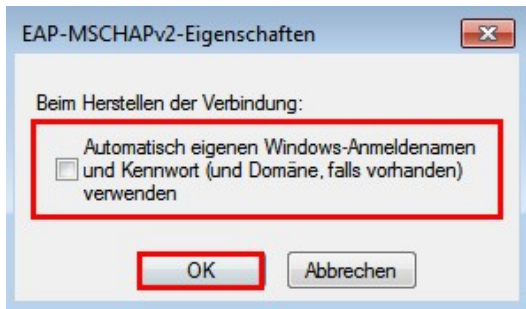 EAP-MSCHAPv2-Eigenschaften
Beim Herstellen der Verbindung:
Automatisch eigenen Windows-Anmeldenamen
und Kennwort (und Domäne, falls vorhanden)
verwenden
OK
Abbrechen